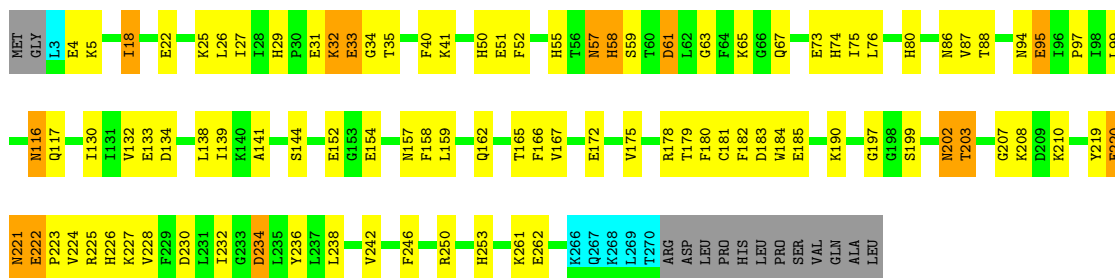 MET GLY L3 E4 K5 I18 E22 K25 L26 I27 I28 H29 P30 E31 K32 E33 G34 T35 F40 K41 H50 E51 F52 H55 T56 N57 H58 S59 T60 D61 L62 G63 F64 K65 G66 Q67 E73 H74 I75 L76 H80 N86 V87 T88 N94 E95 I96 P97 I98 L99
N116 Q117 I130 I131 V132 E133 D134 L138 I139 K140 A141 S144 E152 G153 E154 N157 F158 L159 Q162 T165 F166 V167 E172 V175 R178 T179 F180 C181 F182 D183 W184 E185 K190 G197 G198 S199 N202 T203 G207 K208 D209 K210 Y219
N221 E222 P223 V224 R225 H226 K227 V228 F229 D230 L231 I232 G233 D234 L235 Y236 L237 L238 V242 F246 R250 H253 K261 E262 K266 Q267 K268 L269 T270 ARG ASP LEU PRO HIS LEU PRO SER VAL GLN ALA LEU